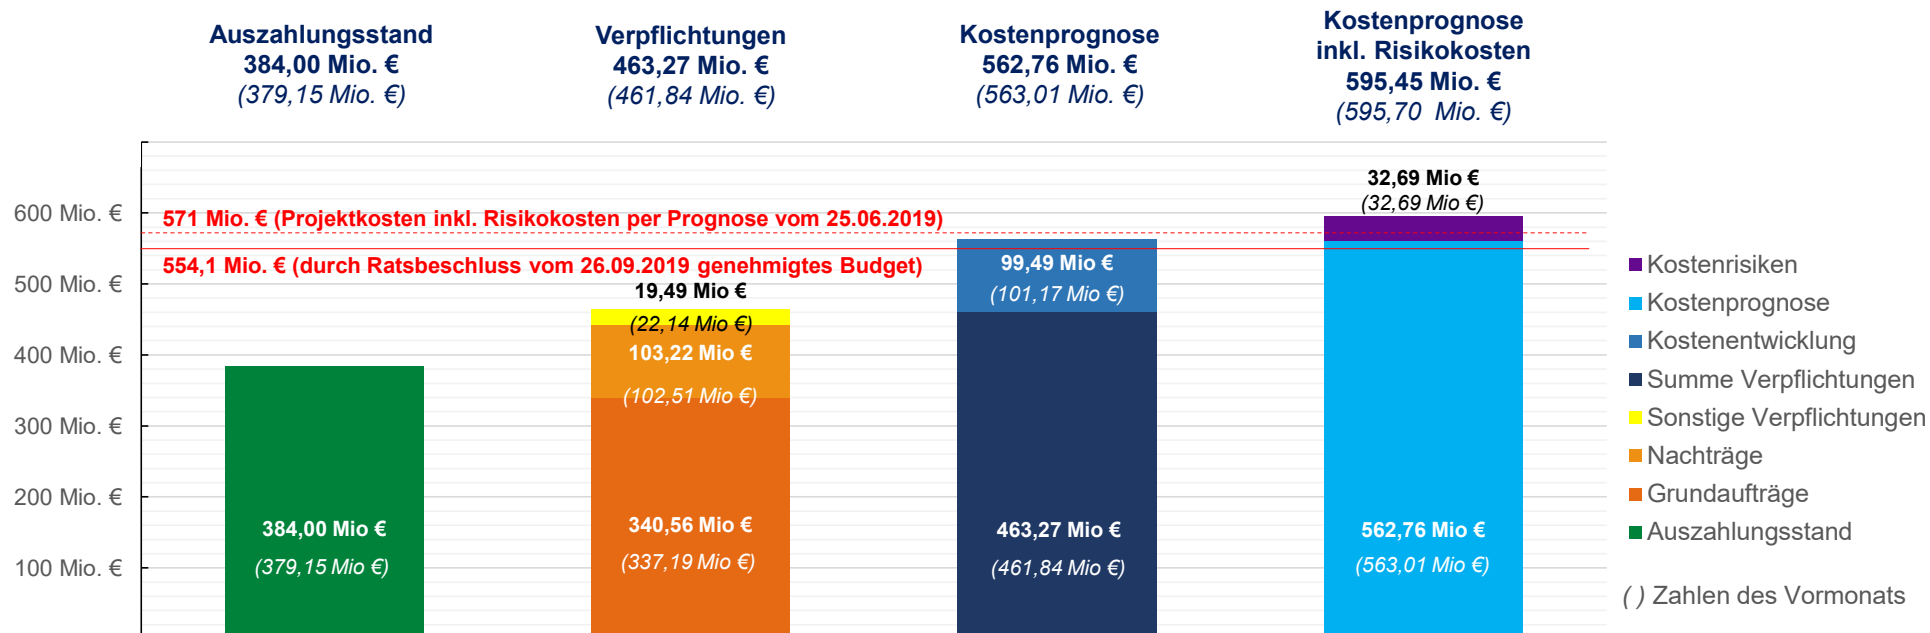 Auszahlungsstand
384,00 Mio. €
(379,15 Mio. €)
Verpflichtungen
463,27 Mio. €
(461,84 Mio. €)
Kostenprognose
562,76 Mio. €
(563,01 Mio. €)
Kostenprognose
inkl. Risikokosten
595,45 Mio. €
(595,70 Mio. €)
600 Mio. €
500 Mio. €
400 Mio. €
300 Mio. €
200 Mio. €
100 Mio. €
571 Mio. € (Projektkosten inkl. Risikokosten per Prognose vom 25.06.2019)
554,1 Mio. € (durch Ratsbeschluss vom 26.09.2019 genehmigtes Budget)
384,00 Mio €
(379,15 Mio €)
19,49 Mio €
(22,14 Mio €)
103,22 Mio €
(102,51 Mio €)
340,56 Mio €
(337,19 Mio €)
99,49 Mio €
(101,17 Mio €)
463,27 Mio €
(461,84 Mio €)
32,69 Mio €
(32,69 Mio €)
562,76 Mio €
(563,01 Mio €)
Kostenrisiken
Kostenprognose
Kostenentwicklung
Summe Verpflichtungen
Sonstige Verpflichtungen
Nachträge
Grundaufträge
Auszahlungsstand
( ) Zahlen des Vormonats